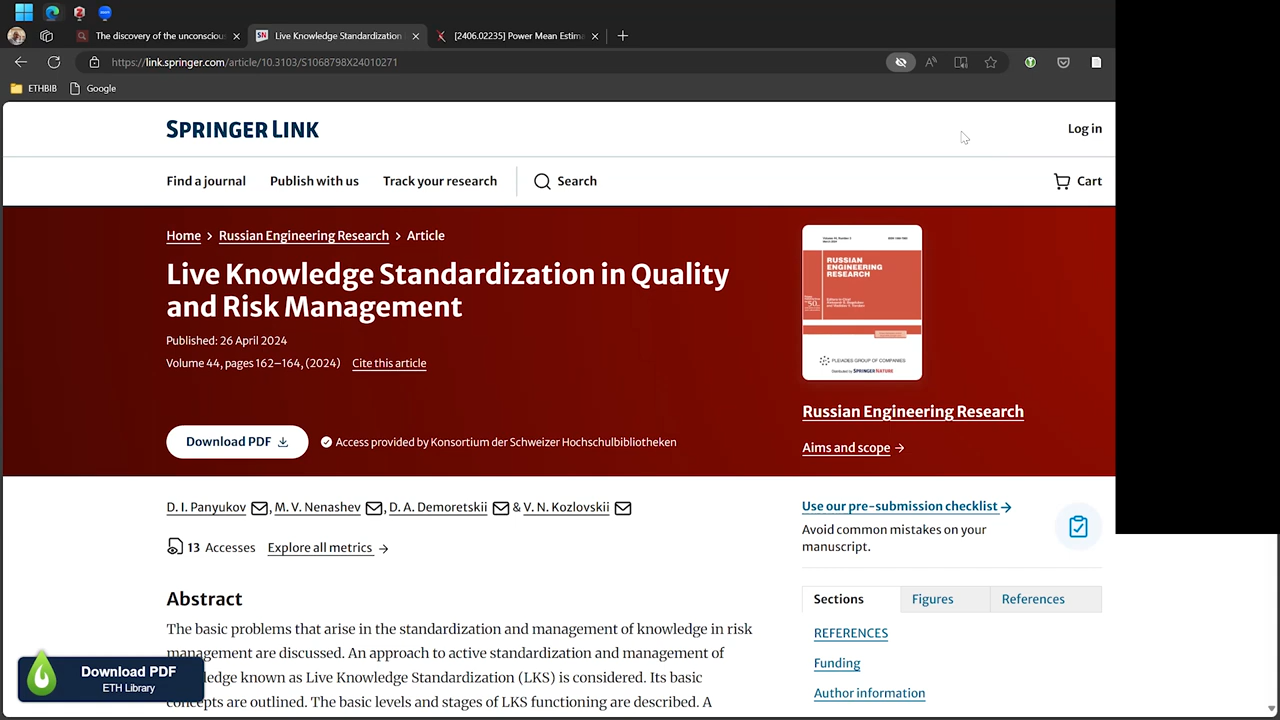 The discovery of the unconsciou
Live Knowledge Standardization
[2406.02235] Power Mean Estim
https://link.springer.com/article/10.3103/S1068798X24010271
ETHBIB
Google
SPRINGER LINK
Log in
Find a journal
Publish with us
Track your research
Search
Cart
Home > Russian Engineering Research > Article
Live Knowledge Standardization in Quality
and Risk Management
Published: 26 April 2024
Volume 44, pages 162–164, (2024)
Cite this article
Download PDF
Access provided by Konsortium der Schweizer Hochschulbibliotheken
RUSSIAN
ENGINEERING
RESEARCH
PLEIADES GROUP OF COMPANIES
Distributed by SPRINGER NATURE
Russian Engineering Research
Aims and scope →
D. I. Panyukov, M. V. Nenashev, D. A. Demoretskii & V. N. Kozlovskii
13 Accesses
Explore all metrics →
Use our pre-submission checklist →
Avoid common mistakes on your
manuscript.
Sections
Figures
References
REFERENCES
Funding
Author information
Abstract
The basic problems that arise in the standardization and management of knowledge in risk
management are discussed. An approach to active standardization and management of
ledge known as Live Knowledge Standardization (LKS) is considered. Its basic
concepts are outlined. The basic levels and stages of LKS functioning are described. A
Download PDF
ETH Library